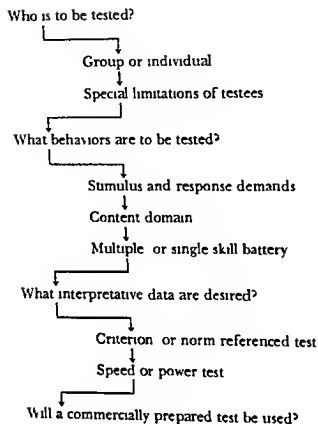 Who is to be tested?
Group or individual
Special limitations of testees
What behaviors are to be tested?
Stimulus and response demands
Content domain
Multiple or single skill battery
What interpretative data are desired?
Criterion or norm referenced test
Speed or power test
Will a commercially prepared test be used?